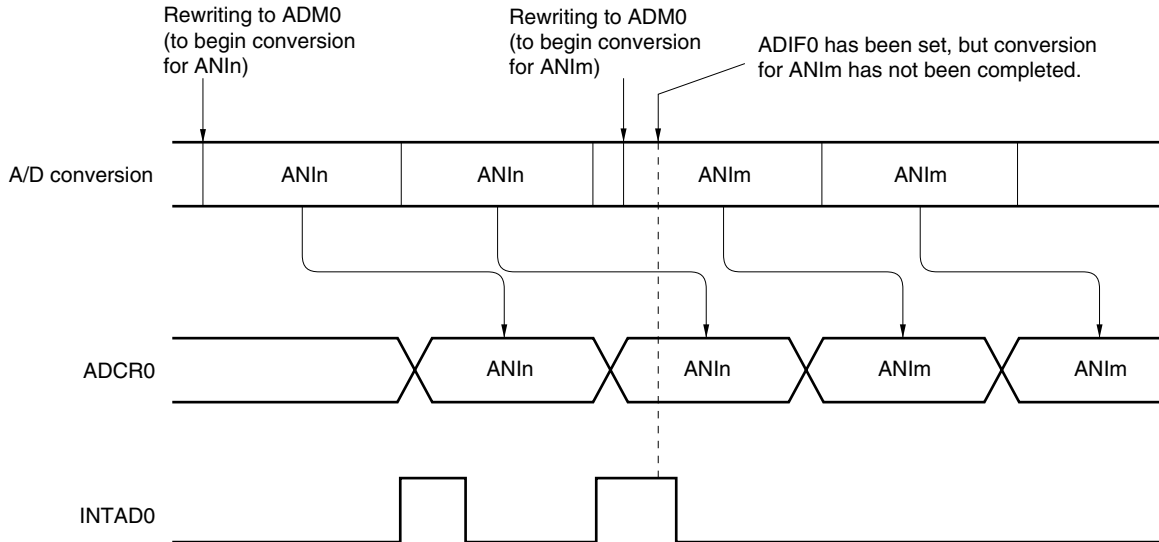 Rewriting to ADM0
(to begin conversion
for ANIn)
Rewriting to ADM0
(to begin conversion
for ANIm)
ADIF0 has been set, but conversion
for ANIm has not been completed.
A/D conversion
ANIn
ANIn
ANIm
ANIm
ADCR0
ANIn
ANIn
ANIm
ANIm
INTAD0